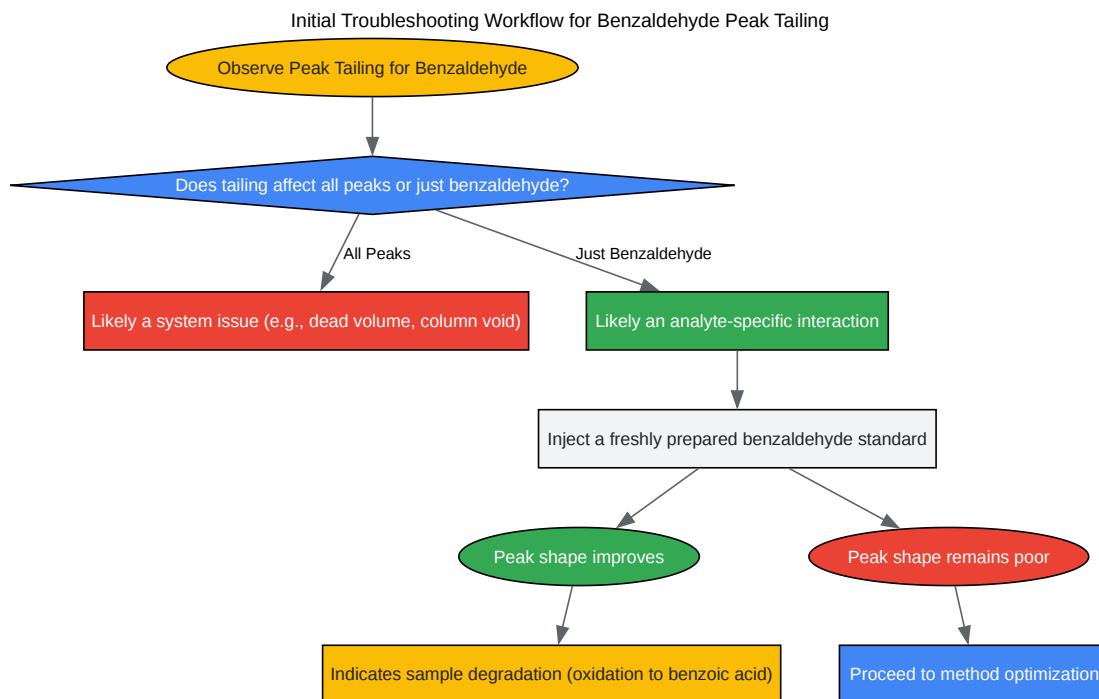 Initial Troubleshooting Workflow for Benzaldehyde Peak Tailing
Observe Peak Tailing for Benzaldehyde
Does tailing affect all peaks or just benzaldehyde?
All Peaks
Just Benzaldehyde
Likely a system issue (e.g., dead volume, column void)
Likely an analyte-specific interaction
Inject a freshly prepared benzaldehyde standard
Peak shape improves
Peak shape remains poor
Indicates sample degradation (oxidation to benzoic acid)
Proceed to method optimization